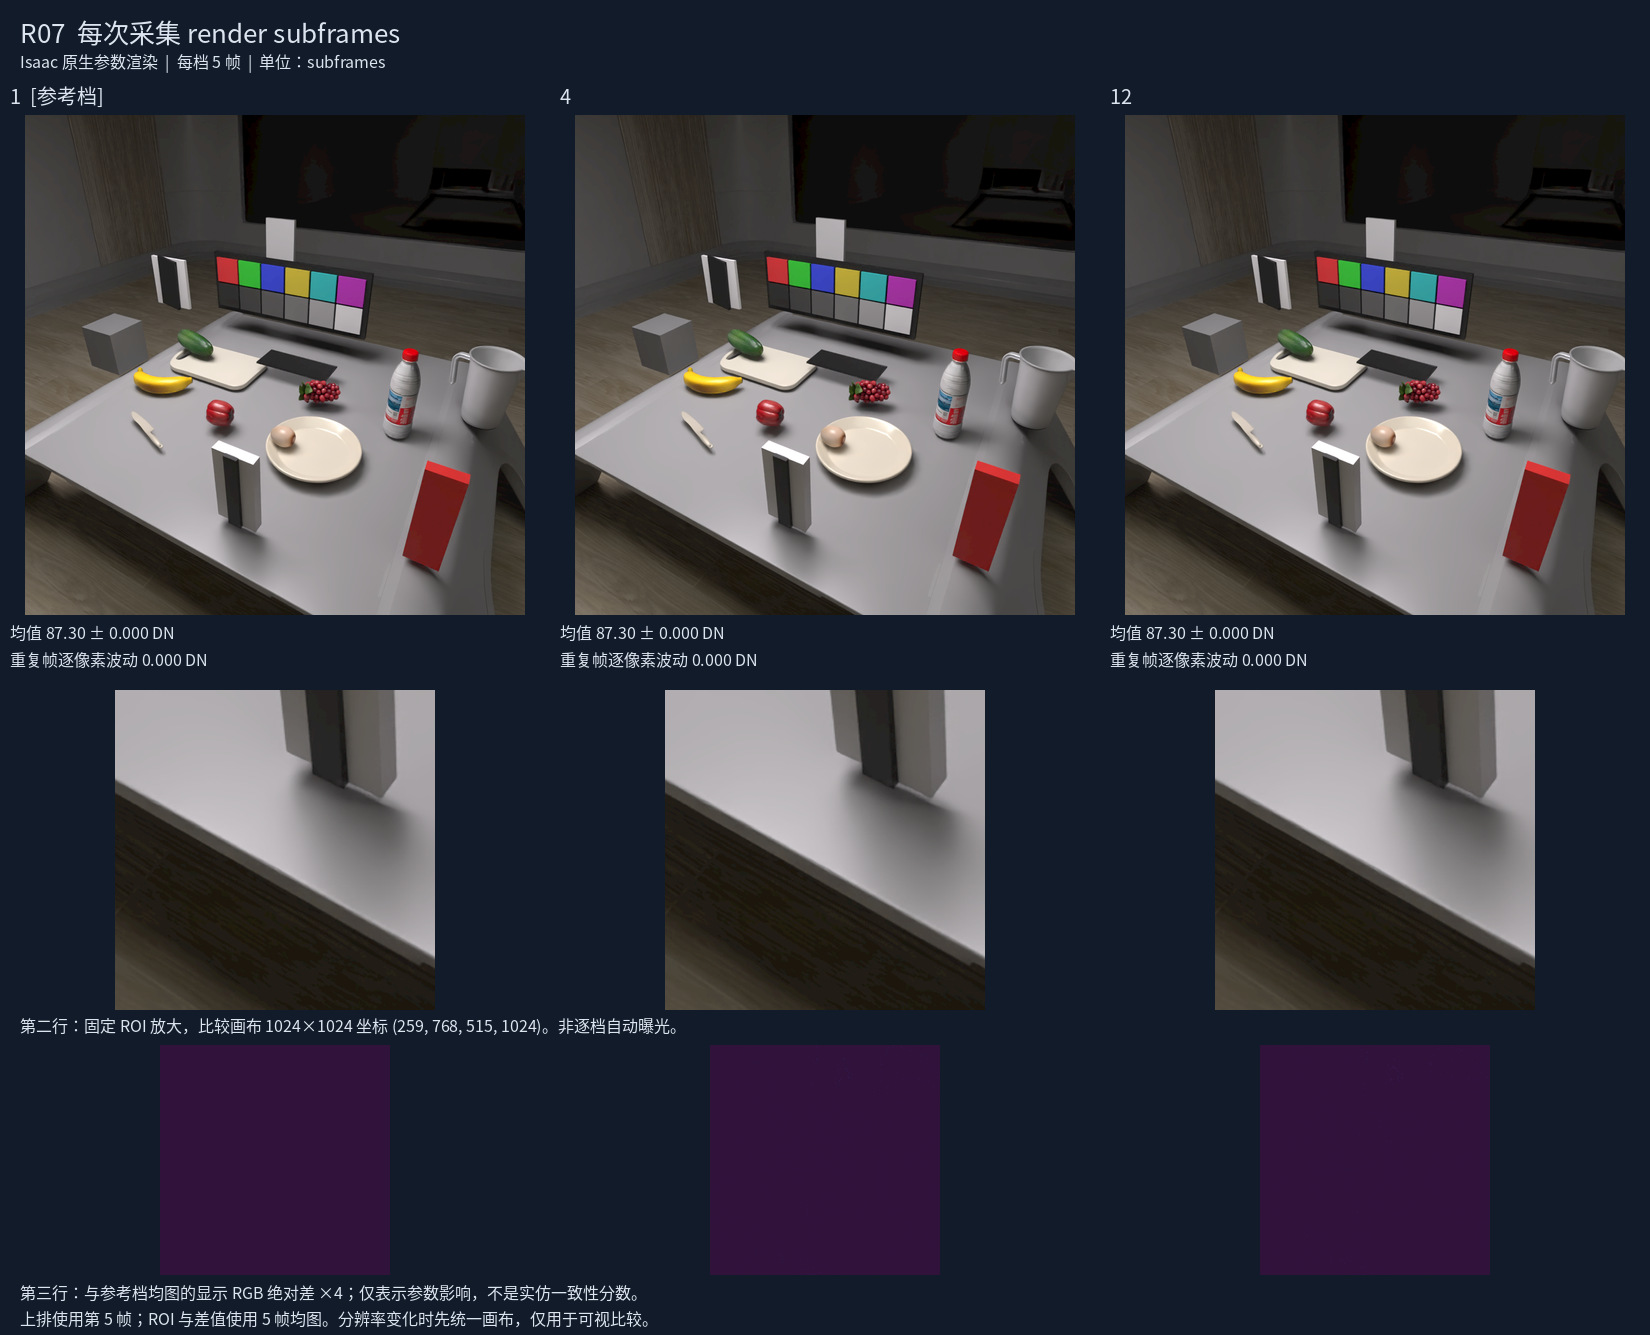 R07 每次采集 render subframes
Isaac 原生参数渲染 | 每档 5 帧 | 单位：subframes
1 [参考档]
4
12
均值 87.30 ± 0.000 DN
重复帧逐像素波动 0.000 DN
均值 87.30 ± 0.000 DN
重复帧逐像素波动 0.000 DN
均值 87.30 ± 0.000 DN
重复帧逐像素波动 0.000 DN
第二行：固定 ROI 放大，比较画布 1024×1024 坐标 (259, 768, 515, 1024)。非逐档自动曝光。
第三行：与参考档均图的显示 RGB 绝对差 ×4；仅表示参数影响，不是实仿一致性分数。
上排使用第 5 帧；ROI 与差值使用 5 帧均图。分辨率变化时先统一画布，仅用于可视比较。